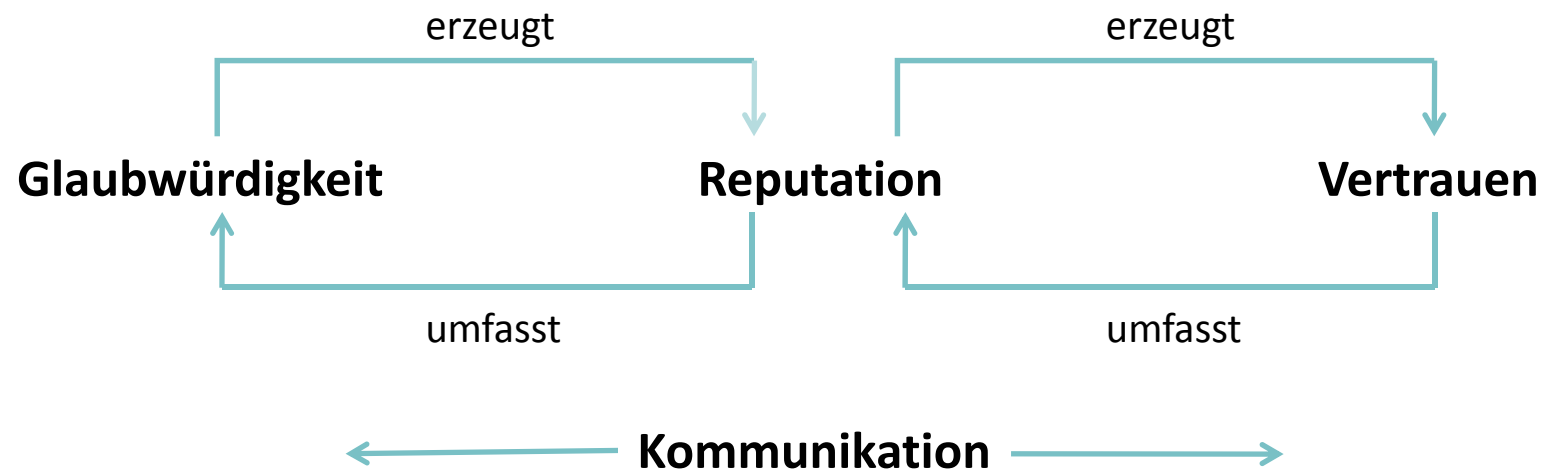 erzeugt erzeugt
Glaubwürdigkeit Reputation Vertrauen
umfasst umfasst
Kommunikation